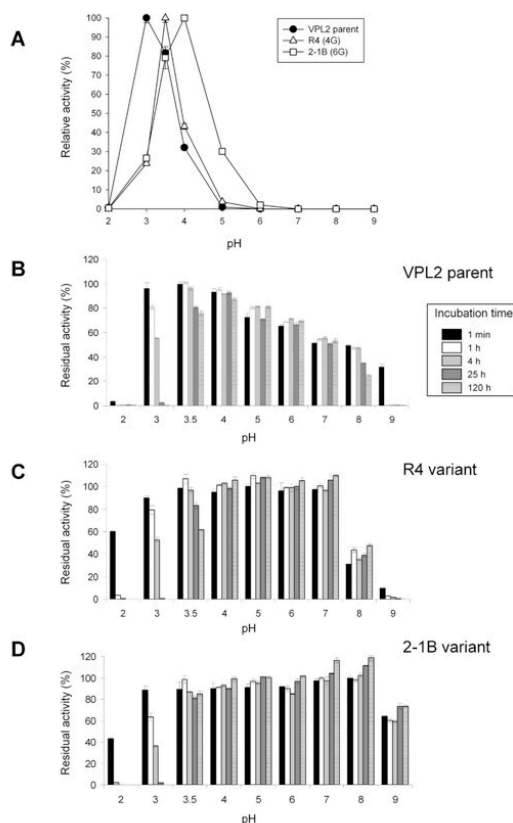 A
Relative activity (%)
100
90
80
70
60
50
40
30
20
10
0
2 3 4 5 6 7 8 9
pH
VPL2 parent
R4 (4G)
2-1B (6G)
B
VPL2 parent
Residual activity (%)
100
80
60
40
20
0
2 3 3.5 4 5 6 7 8 9
pH
Incubation time
1 min
1 h
4 h
25 h
120 h
C
R4 variant
Residual activity (%)
120
100
80
60
40
20
0
2 3 3.5 4 5 6 7 8 9
pH
D
2-1B variant
Residual activity (%)
120
100
80
60
40
20
0
2 3 3.5 4 5 6 7 8 9
pH